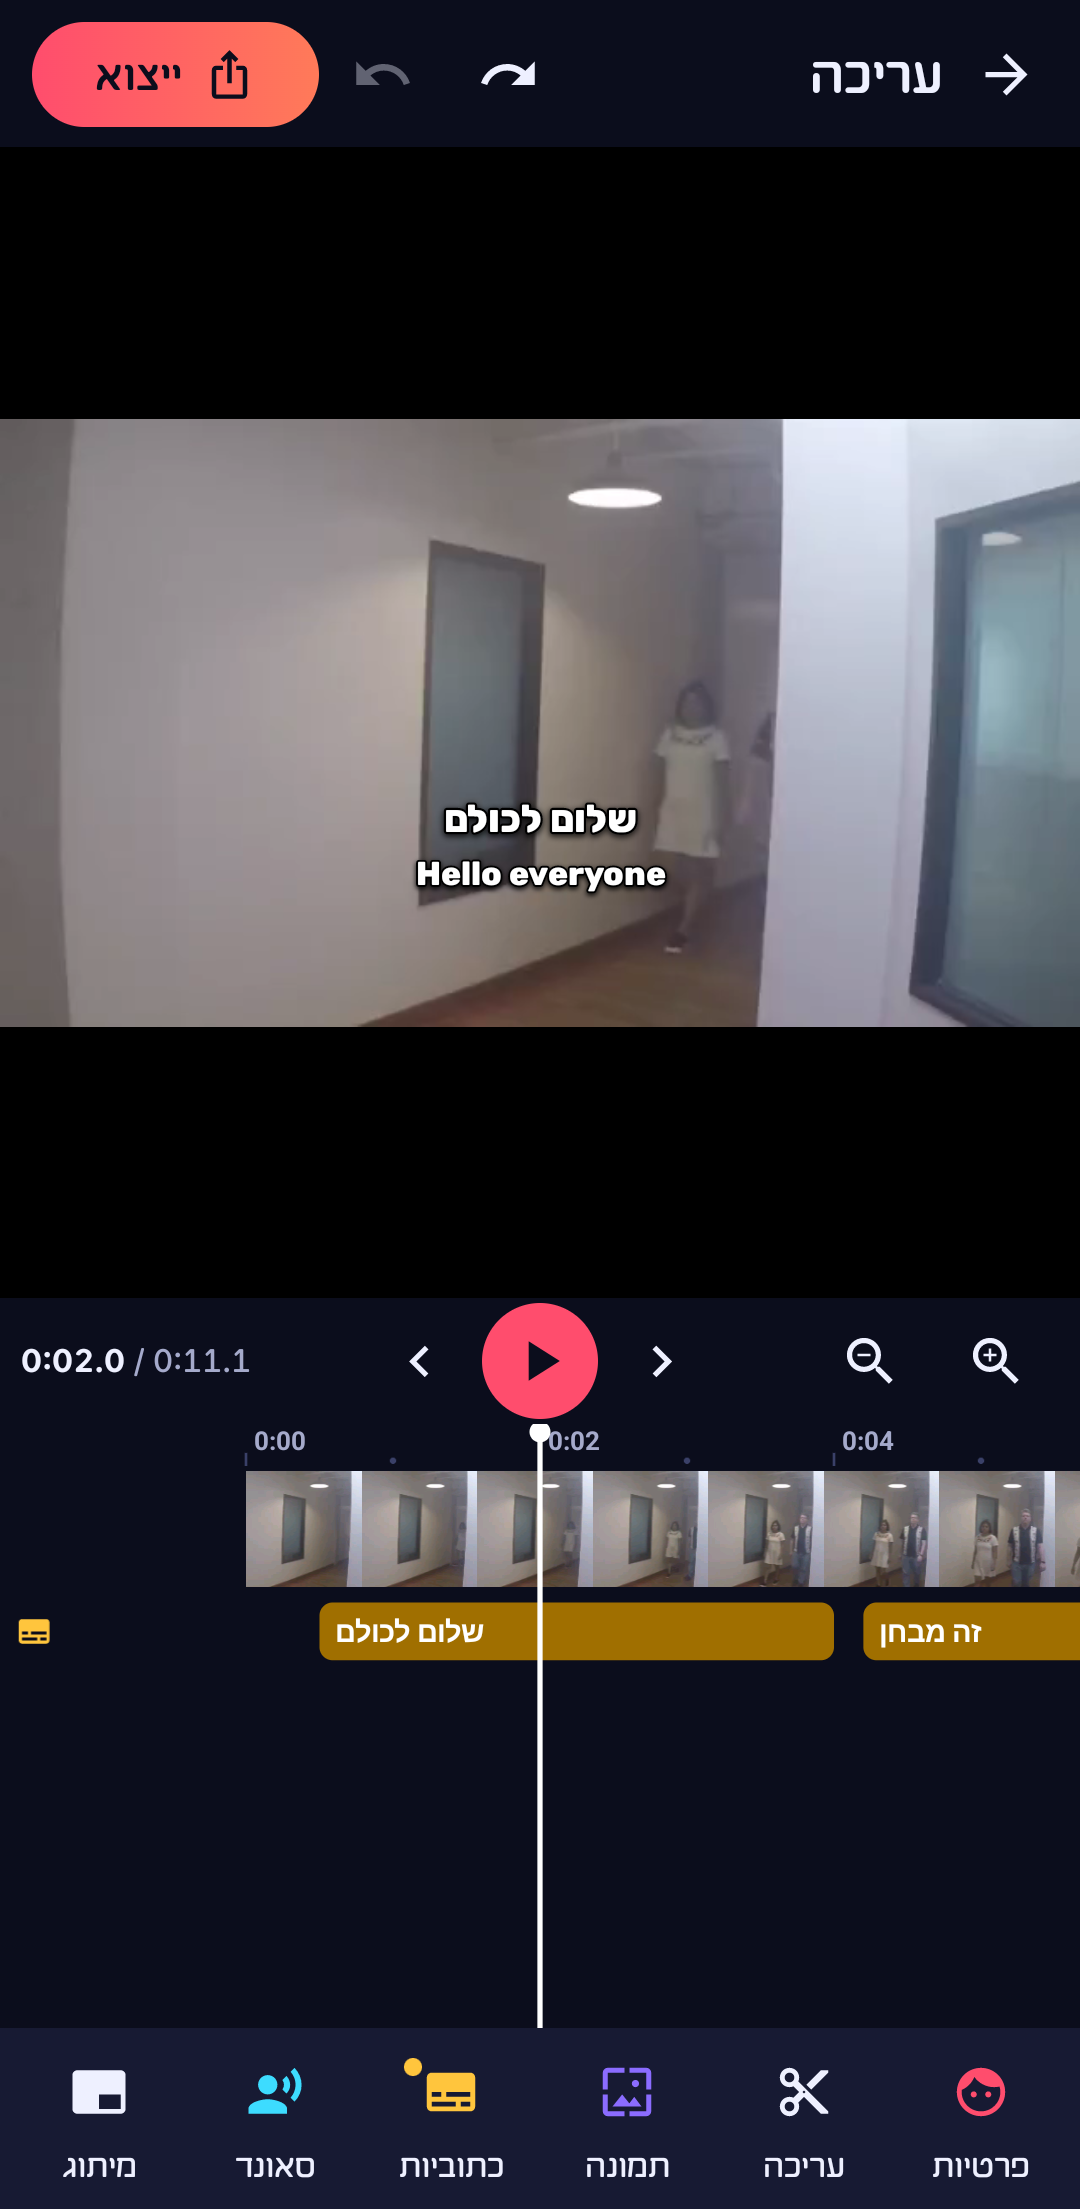 עריכה
ייצוא
שלום לכולם
Hello everyone
0:02.0 / 0:11.1
0:00 0:02 0:04
שלום לכולם
זה מבחן
פרטיות
עריכה
תמונה
כתוביות
סאונד
מיתוג